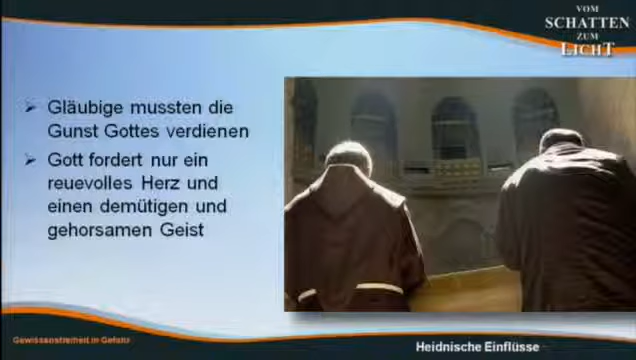 VOM
SCHATTEN
ZUM
LICHT
➢ Gläubige mussten die
Gunst Gottes verdienen
➢ Gott fordert nur ein
reuevolles Herz und
einen demütigen und
gehorsamen Geist
Gewissensfreiheit in Gefahr
Heidnische Einflüsse